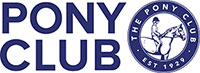 PONY
CLUB
THE PONY CLUB
EST 1929